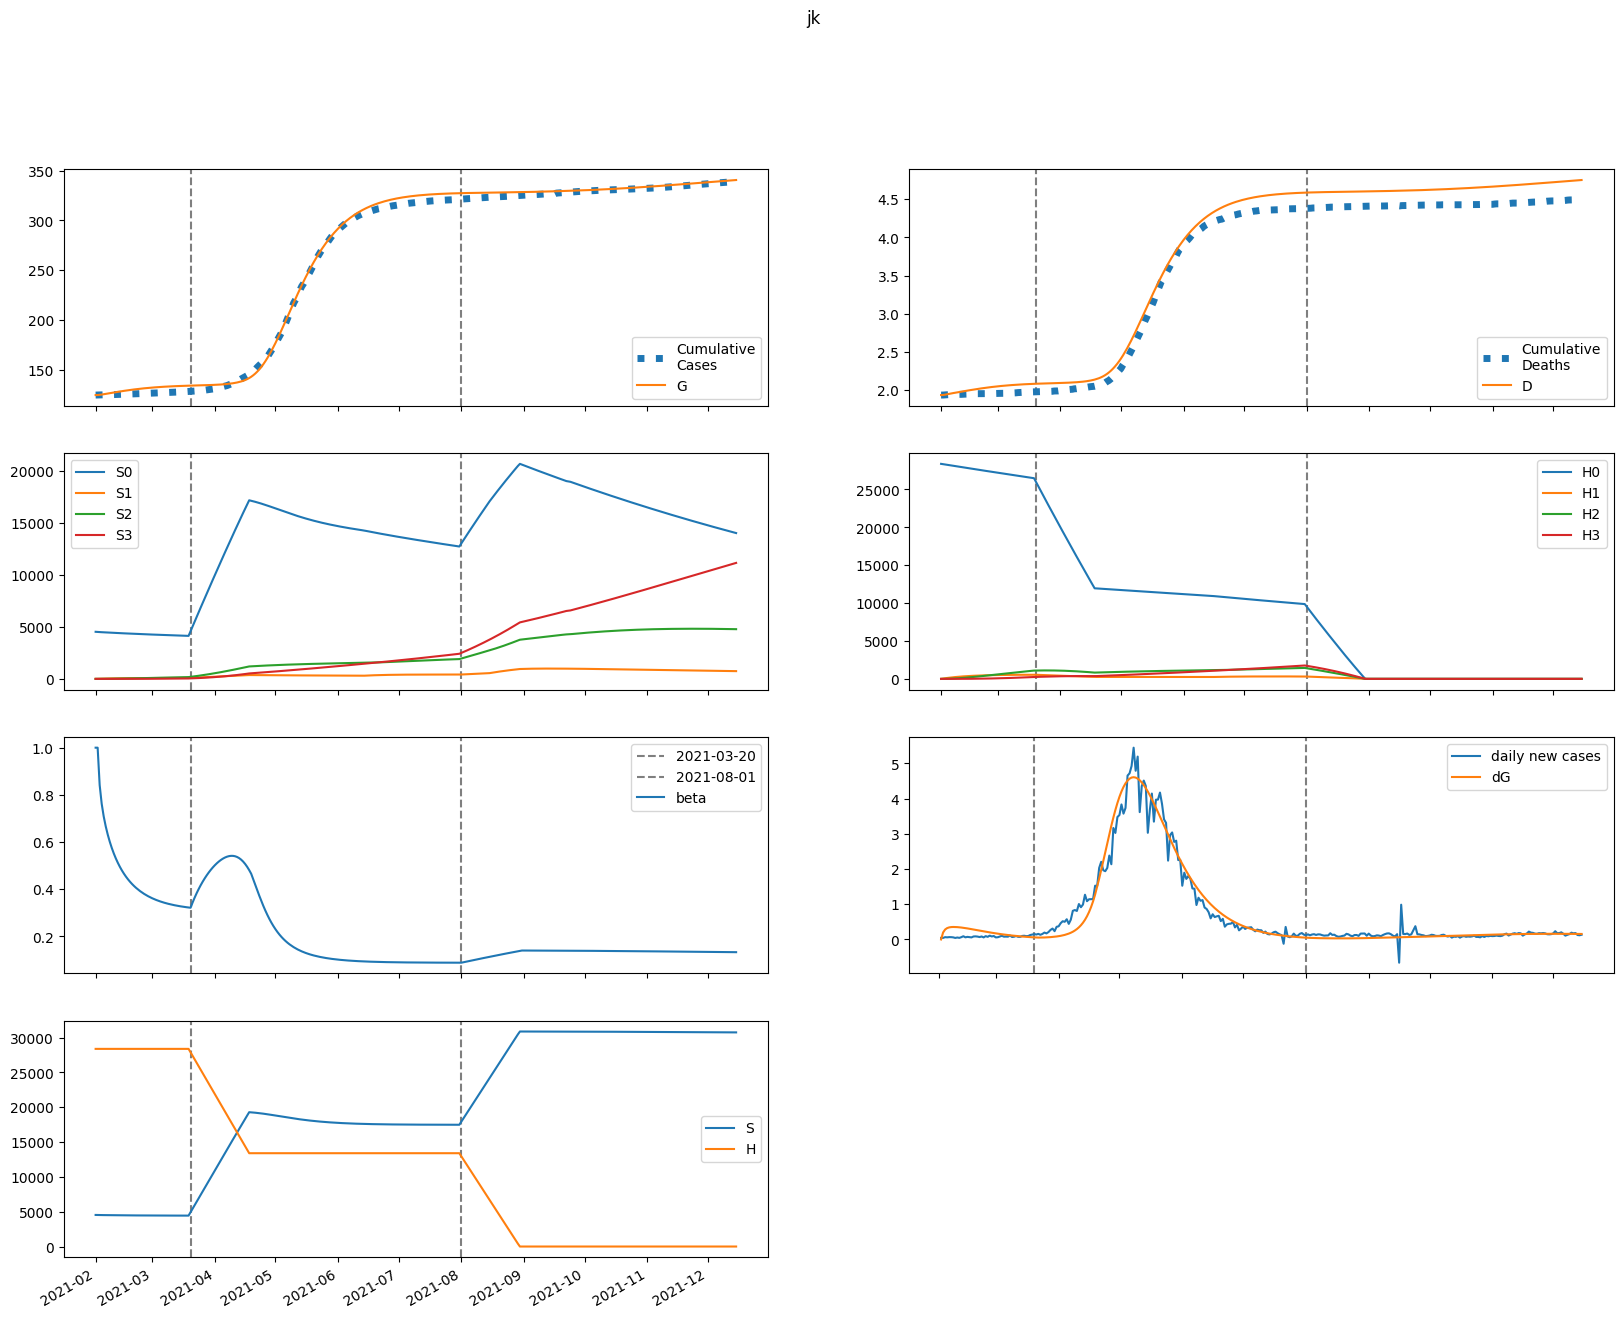 jk
350
300
250
200
150
Cumulative
Cases
G
4.5
4.0
3.5
3.0
2.5
2.0
Cumulative
Deaths
D
20000
15000
10000
5000
0
S0
S1
S2
S3
25000
20000
15000
10000
5000
0
H0
H1
H2
H3
1.0
0.8
0.6
0.4
0.2
2021-03-20
2021-08-01
beta
5
4
3
2
1
0
daily new cases
dG
30000
25000
20000
15000
10000
5000
0
S
H
2021-02
2021-03
2021-04
2021-05
2021-06
2021-07
2021-08
2021-09
2021-10
2021-11
2021-12